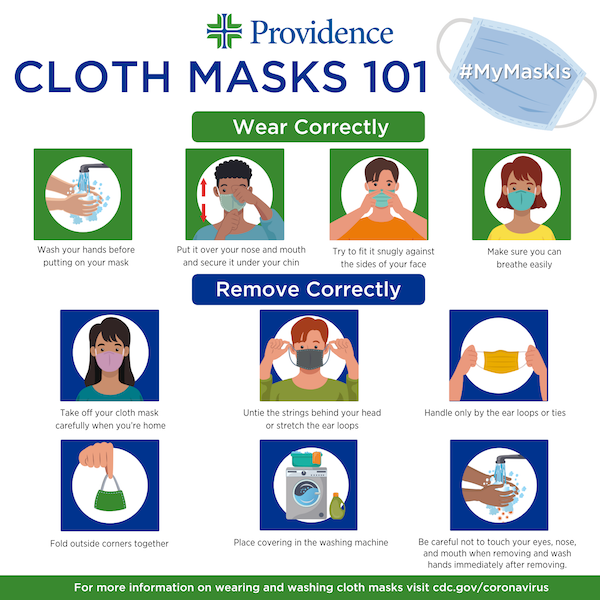 Providence
CLOTH MASKS 101
#MyMaskIs
Wear Correctly
Wash your hands before
putting on your mask
Put it over your nose and mouth
and secure it under your chin
Try to fit it snugly against
the sides of your face
Make sure you can
breathe easily
Remove Correctly
Take off your cloth mask
carefully when you're home
Untie the strings behind your head
or stretch the ear loops
Handle only by the ear loops or ties
Fold outside corners together
Place covering in the washing machine
Be careful not to touch your eyes, nose,
and mouth when removing and wash
hands immediately after removing.
For more information on wearing and washing cloth masks visit cdc.gov/coronavirus